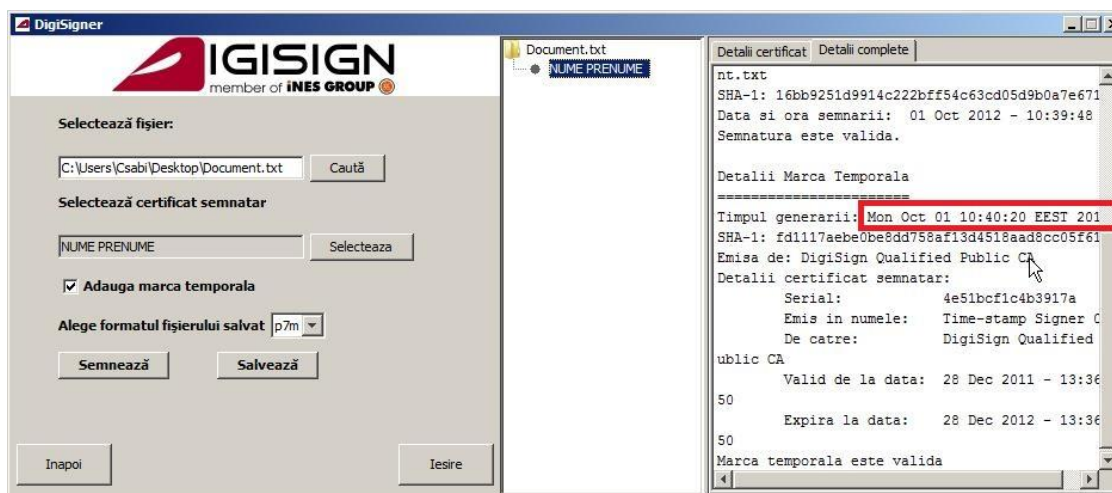 DigiSigner
IGISIGN
member of iNES GROUP
Selectează fișier:
C:\Users\Csabi\Desktop\Document.txt
Caută
Selectează certificat semnatar
NUME PRENUME
Selecteaza
Adauga marca temporala
Alege formatul fișierului salvat
p7m
Semnează
Salvează
Inapoi
Iesire
Document.txt
NUME PRENUME
Detalii certificat
Detalii complete
nt.txt
SHA-1: 16bb9251d9914c222bff54c63cd05d9b0a7e671
Data si ora semnarii: 01 Oct 2012 - 10:39:48
Semnatura este valida.
Detalii Marca Temporala
=======================
Timpul generarii: Mon Oct 01 10:40:20 EEST 201
SHA-1: fd1117aebe0be8dd758af13d4518aad8cc05f61
Emisa de: DigiSign Qualified Public CA
Detalii certificat semnatar:
Serial: 4e51bcf1c4b3917a
Emis in numele: Time-stamp Signer
De catre: DigiSign Qualified
ublic CA
Valid de la data: 28 Dec 2011 - 13:36
50
Expira la data: 28 Dec 2012 - 13:36
50
Marca temporala este valida